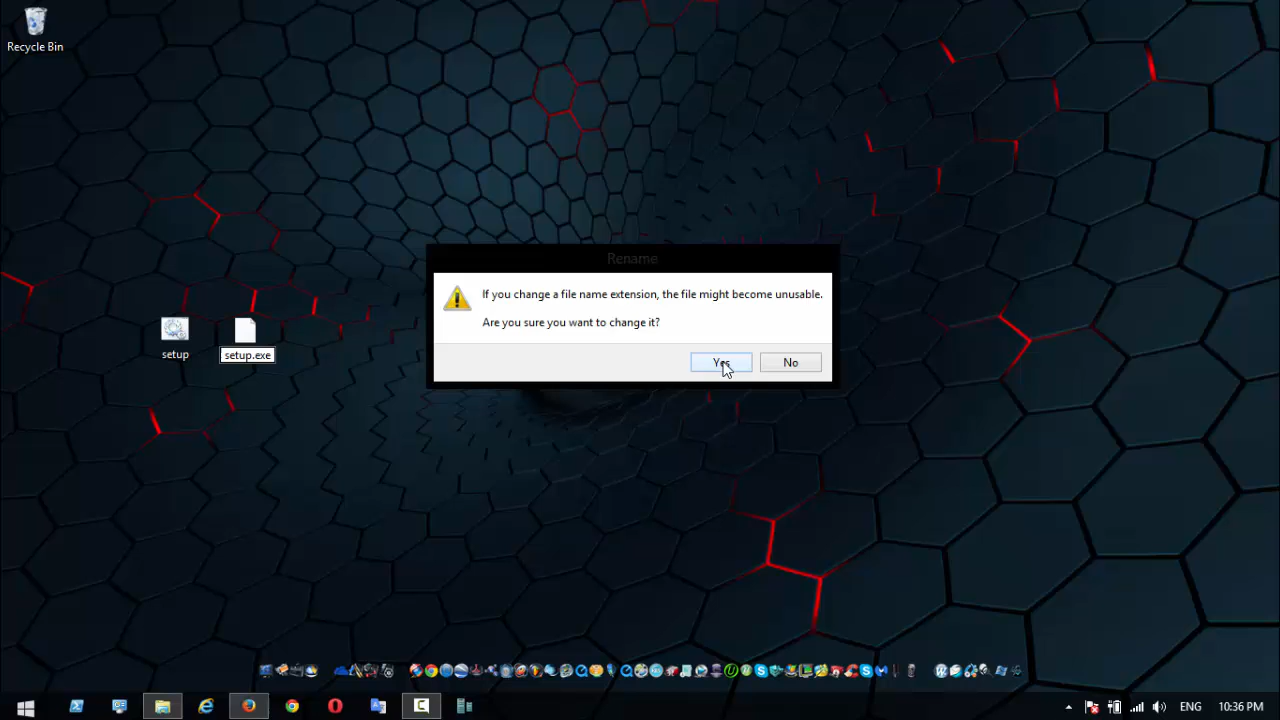 Recycle Bin
Rename
If you change a file name extension, the file might become unusable.
Are you sure you want to change it?
Yes
No
setup
setup.exe
ENG
10:36 PM